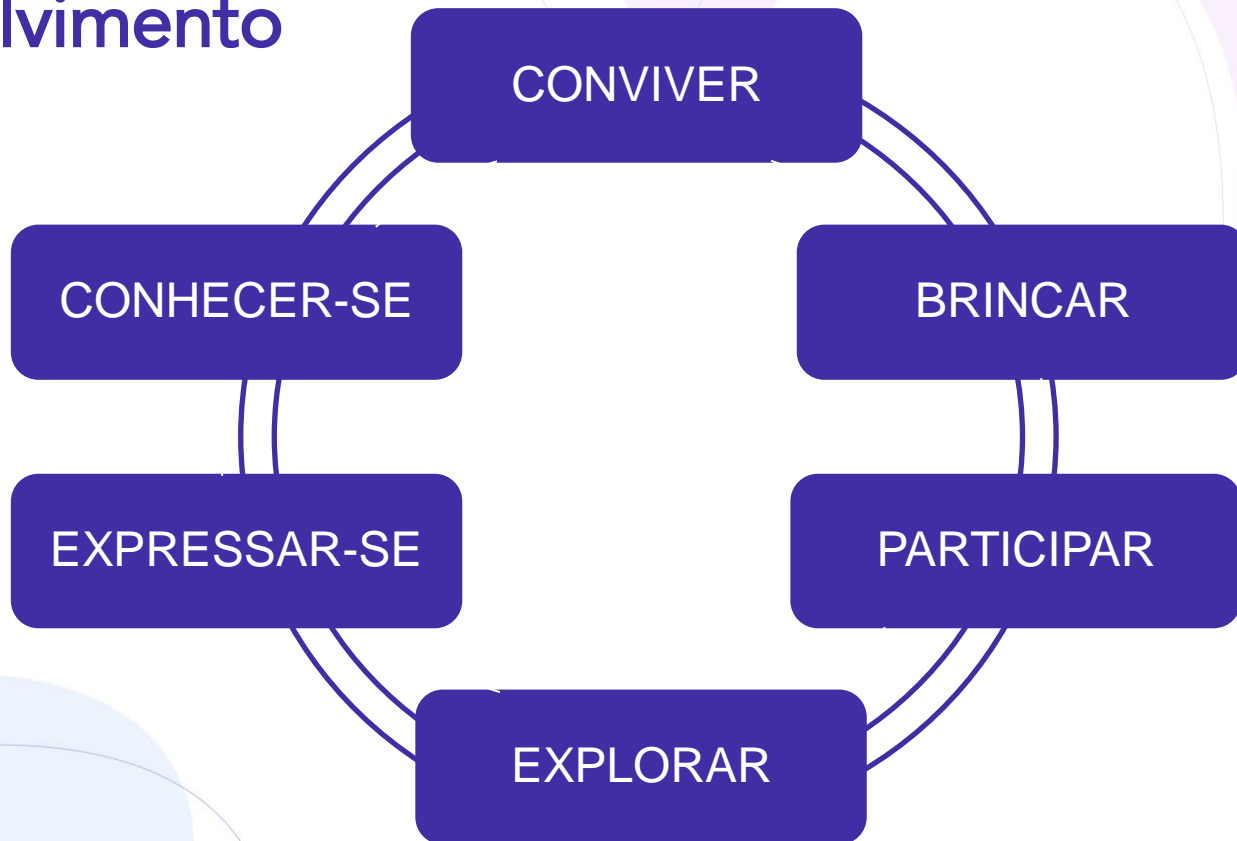 lvimento
CONVIVER
CONHECER-SE
BRINCAR
EXPRESSAR-SE
PARTICIPAR
EXPLORAR